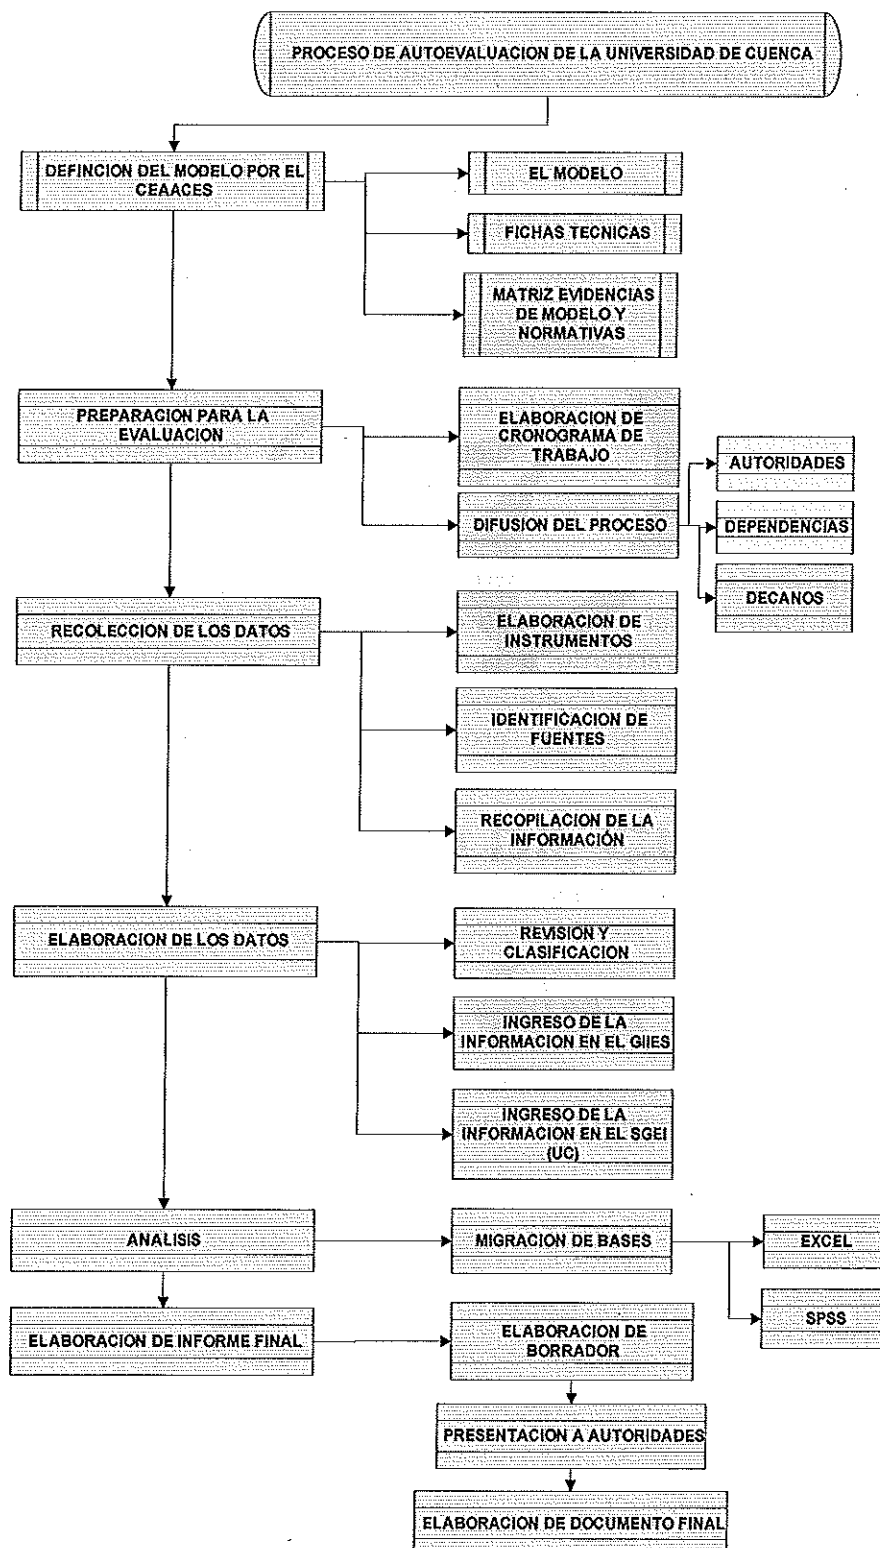 PROCESO DE AUTOEVALUACION DE LA UNIVERSIDAD DE CUENCA
DEFINCION DEL MODELO POR EL
CEAACES
EL MODELO
FICHAS TECNICAS
MATRIZ EVIDENCIAS
DE MODELO Y
NORMATIVAS
PREPARACION PARA LA
EVALUACION
ELABORACION DE
CRONOGRAMA DE
TRABAJO
DIFUSION DEL PROCESO
AUTORIDADES
DEPENDENCIAS
DECANOS
RECOLECCION DE LOS DATOS
ELABORACION DE
INSTRUMENTOS
IDENTIFICACION DE
FUENTES
RECOPILACION DE LA
INFORMACIÓN
ELABORACION DE LOS DATOS
REVISION Y
CLASIFICACION
INGRESO DE LA
INFORMACION EN EL GIIES
INGRESO DE LA
INFORMACION EN EL SGEI
(UC)
ANALISIS
MIGRACION DE BASES
EXCEL
SPSS
ELABORACION DE INFORME FINAL
ELABORACION DE
BORRADOR
PRESENTACION A AUTORIDADES
ELABORACION DE DOCUMENTO FINAL